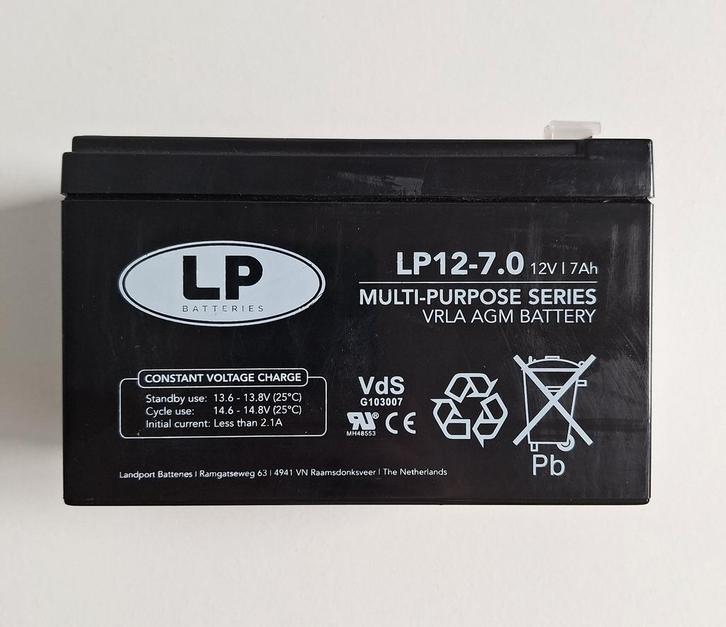 LP
BATTERIES
LP12-7.0 12V | 7Ah
MULTI-PURPOSE SERIES
VRLA AGM BATTERY
CONSTANT VOLTAGE CHARGE
Standby use: 13.6 - 13.8V (25°C)
Cycle use: 14.6 - 14.8V (25°C)
Initial current: Less than 2.1A
VdS
G103007
RU® CE
MH48553
Pb
Landport Batteries | Ramgatseweg 63 | 4941 VN Raamsdonksveer | The Netherlands